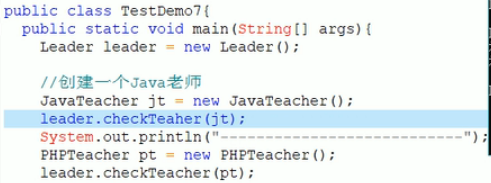 public class TestDemo7{
public static void main(String[] args){
Leader leader = new Leader();
//创建一个Java老师
JavaTeacher jt = new JavaTeacher();
leader.checkTeaher(jt);
System.out.println("---------------------------");
PHPTeacher pt = new PHPTeacher();
leader.checkTeacher(pt);